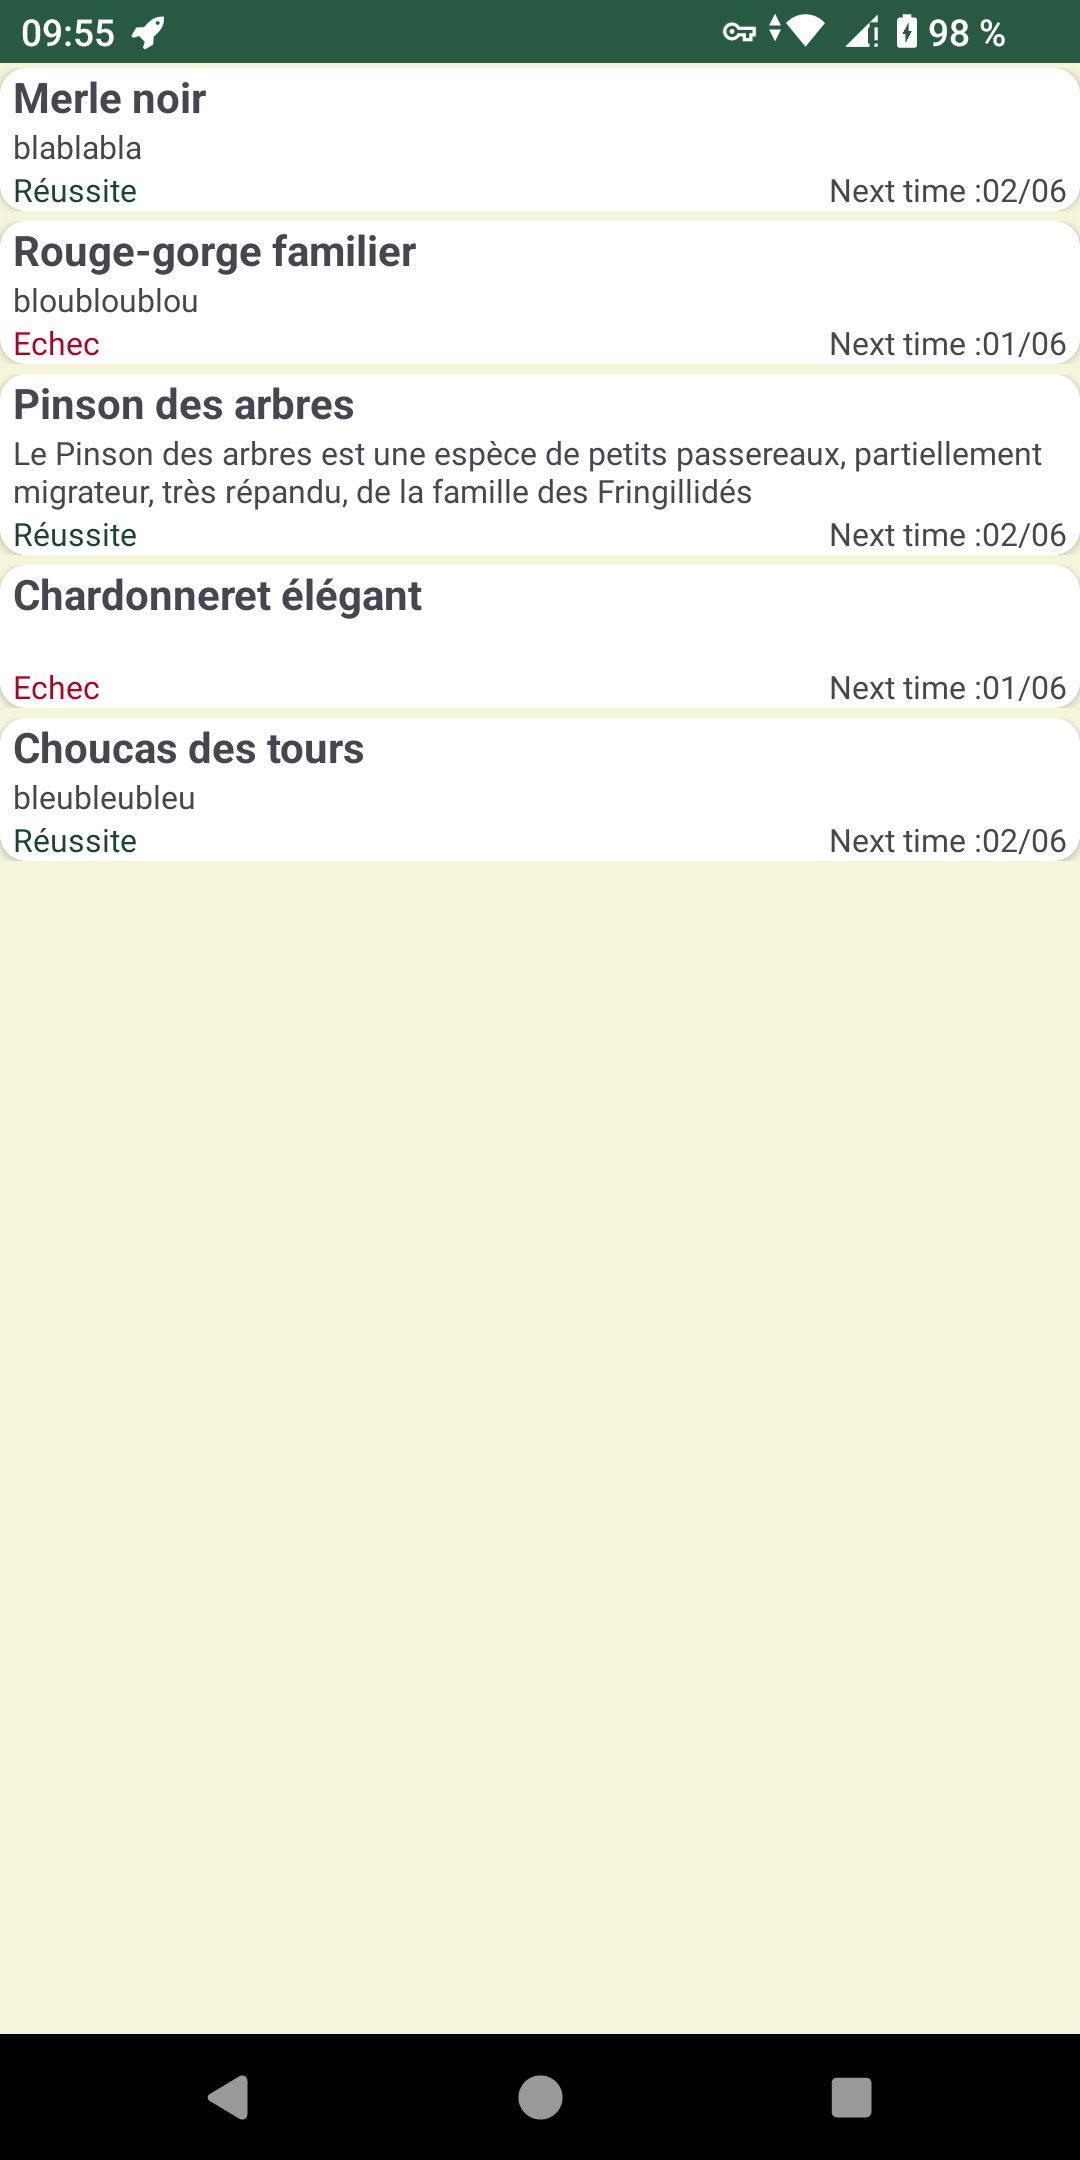 09:55 98 %
Merle noir
blablabla
Réussite Next time :02/06
Rouge-gorge familier
bloubloublou
Echec Next time :01/06
Pinson des arbres
Le Pinson des arbres est une espèce de petits passereaux, partiellement
migrateur, très répandu, de la famille des Fringillidés
Réussite Next time :02/06
Chardonneret élégant
Echec Next time :01/06
Choucas des tours
bleubleubleu
Réussite Next time :02/06